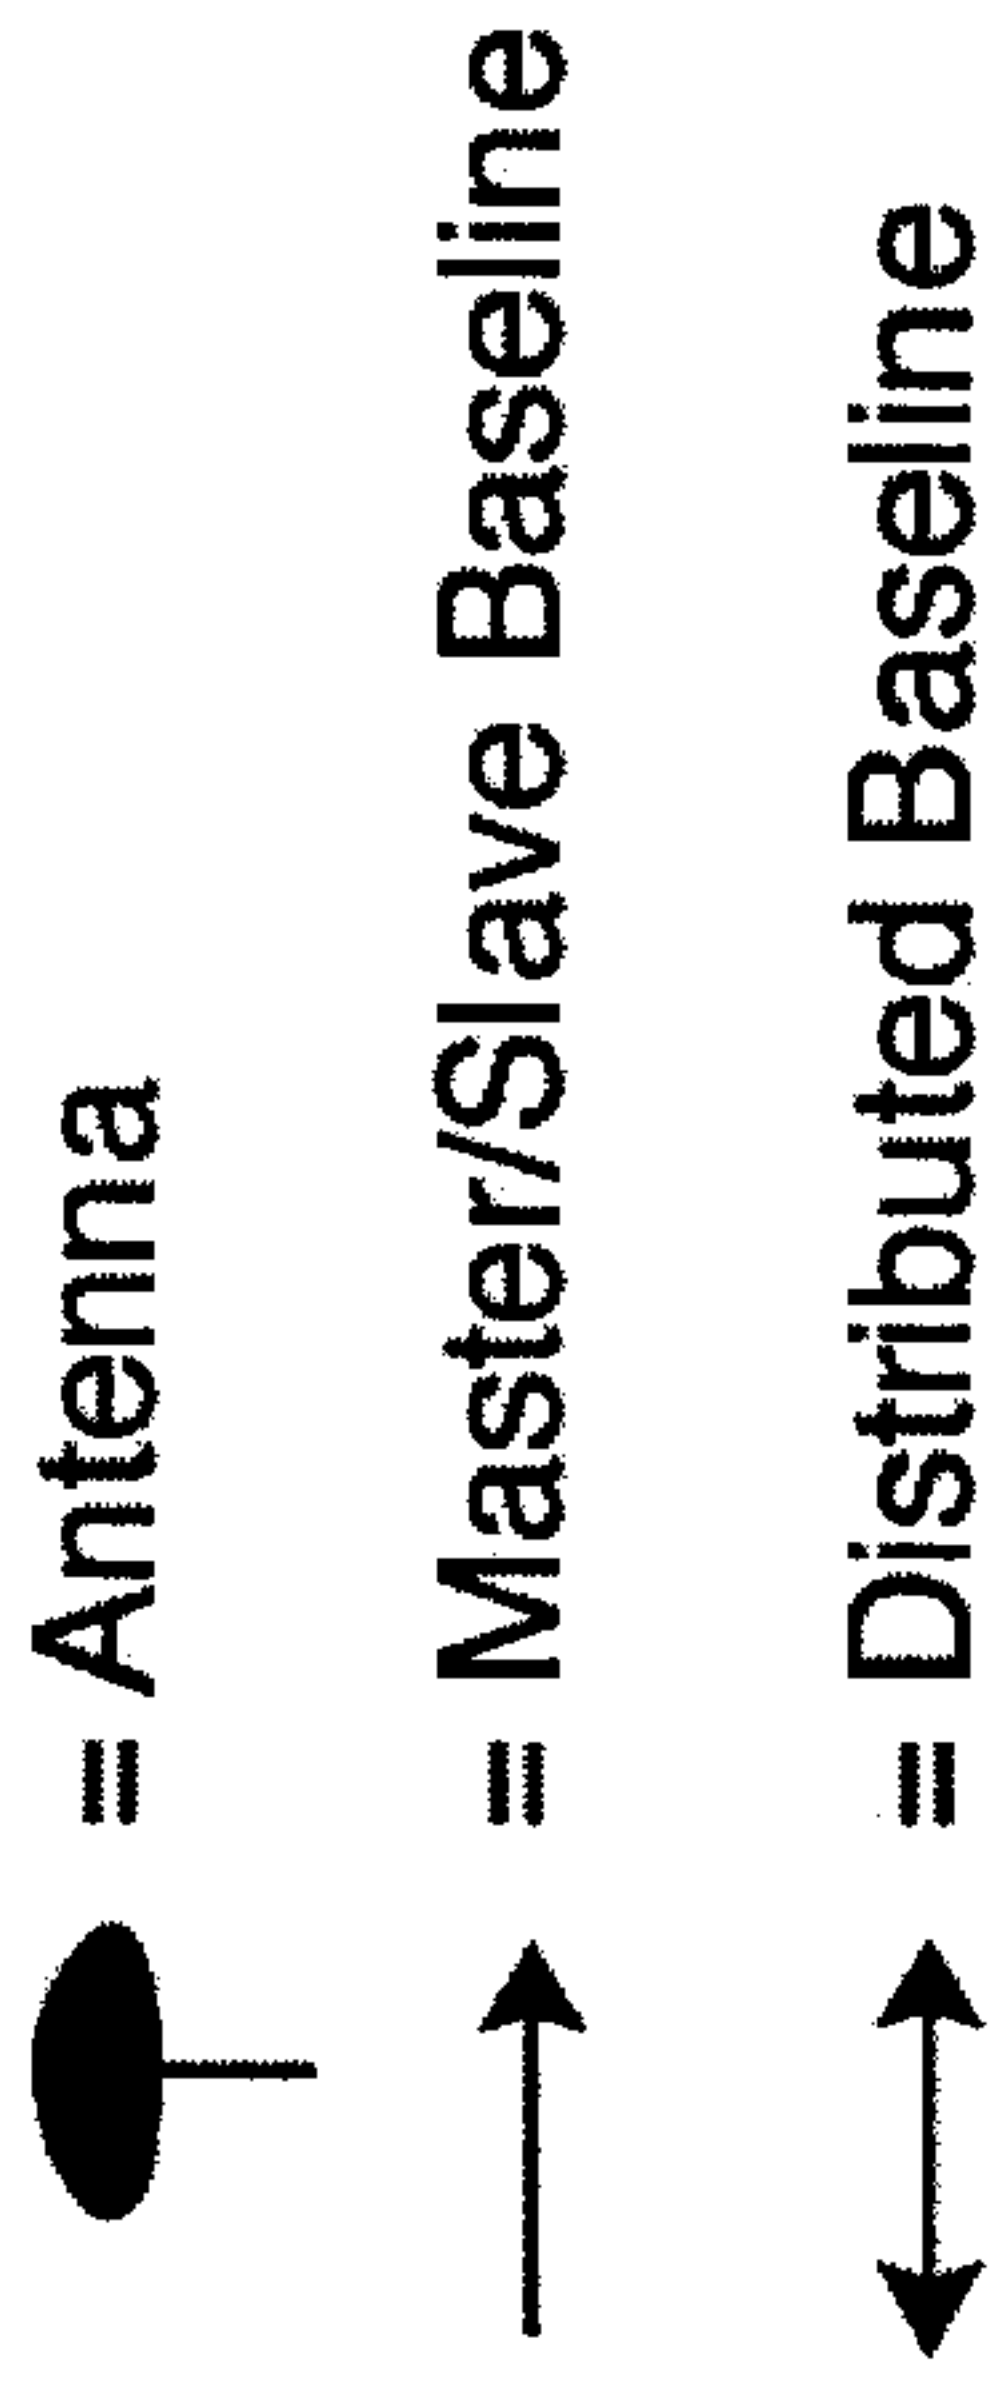 = Antenna
= Master/Slave Baseline
= Distributed Baseline